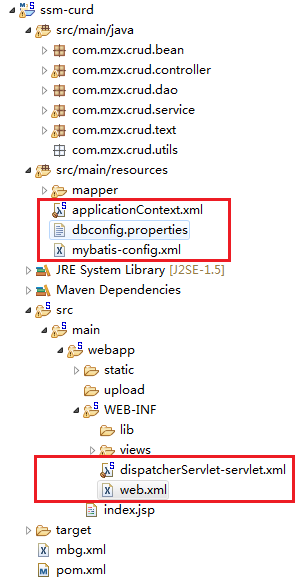 ssm-curd
src/main/java
com.mzx.crud.bean
com.mzx.crud.controller
com.mzx.crud.dao
com.mzx.crud.service
com.mzx.crud.text
com.mzx.crud.utils
src/main/resources
mapper
applicationContext.xml
dbconfig.properties
mybatis-config.xml
JRE System Library [J2SE-1.5]
Maven Dependencies
src
main
webapp
static
upload
WEB-INF
lib
views
dispatcherServlet-servlet.xml
web.xml
index.jsp
target
mbg.xml
pom.xml